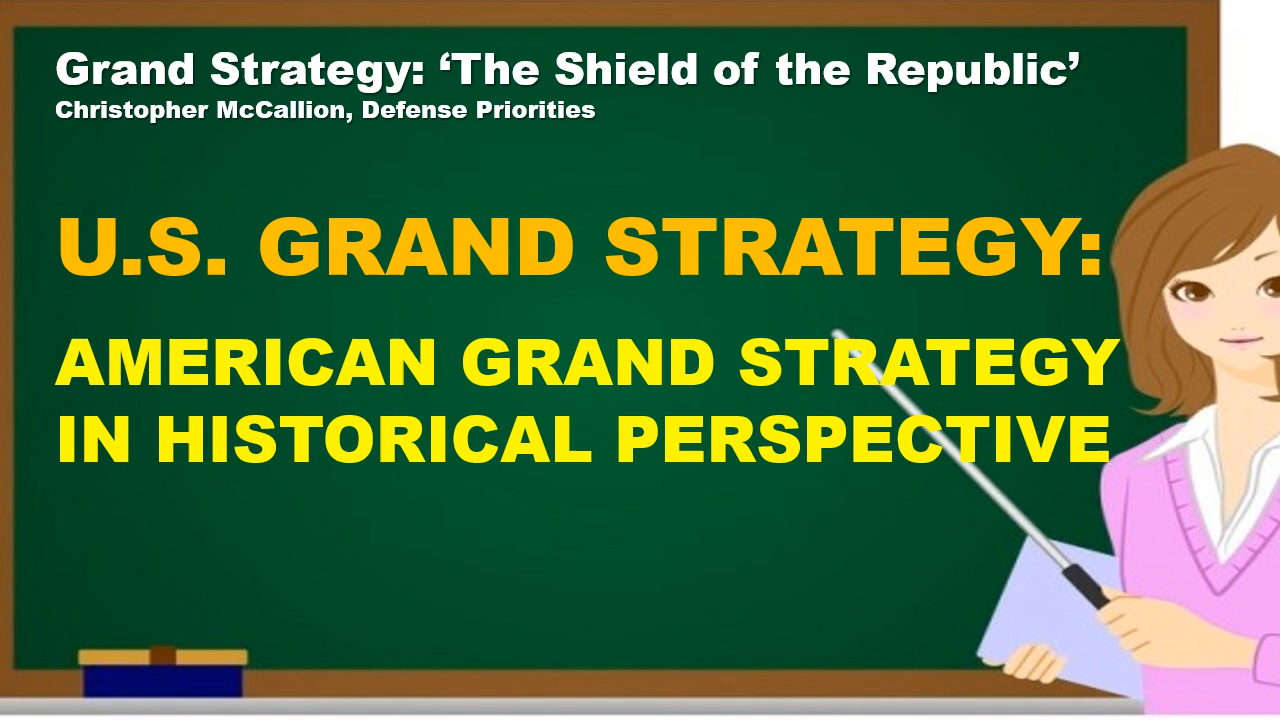 Grand Strategy: ‘The Shield of the Republic’
Christopher McCallion, Defense Priorities
U.S. GRAND STRATEGY:
AMERICAN GRAND STRATEGY
IN HISTORICAL PERSPECTIVE